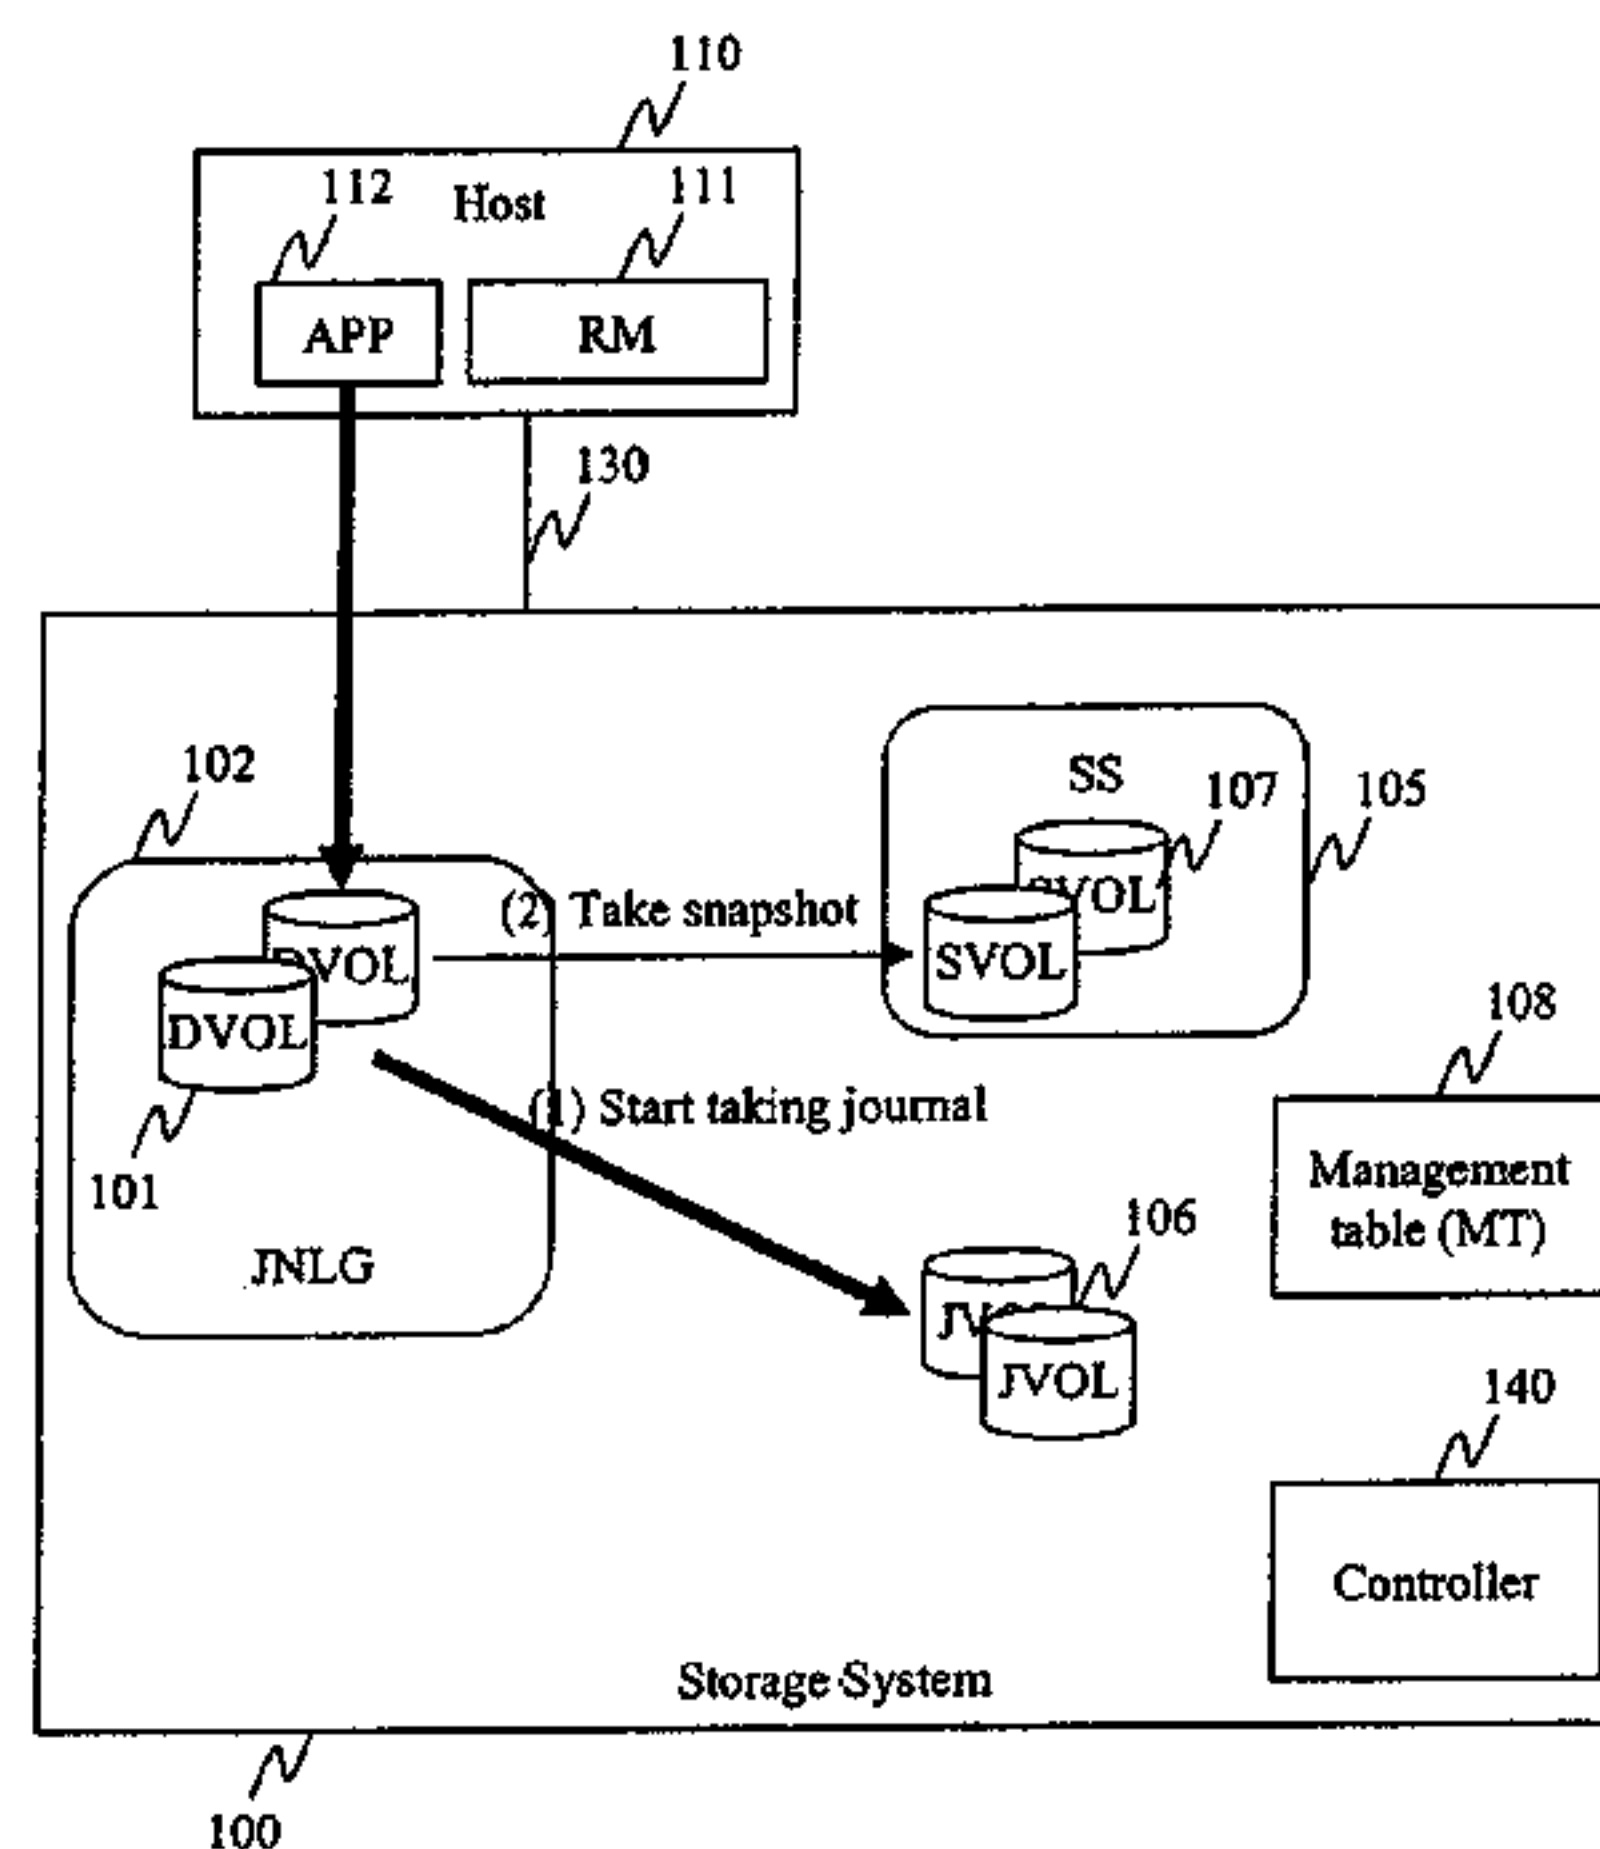 110
112
Host
111
APP
RM
130
102
SS
107
105
SVOL
(2) Take snapshot
DVOL
SVOL
108
DVOL
(1) Start taking journal
101
Management
table (MT)
106
JNLG
JVOL
140
Controller
Storage System
100